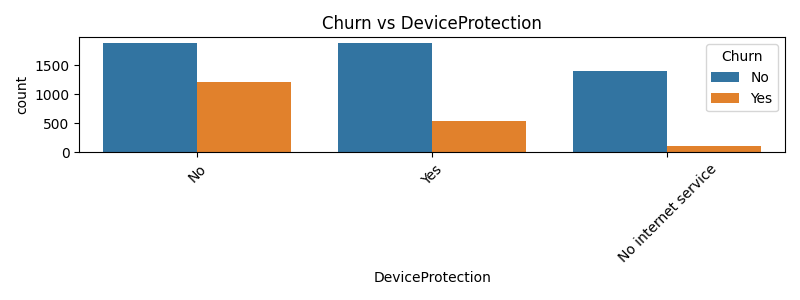 Churn vs DeviceProtection
count
1500
1000
500
0
Churn
No
Yes
No
Yes
No internet service
DeviceProtection